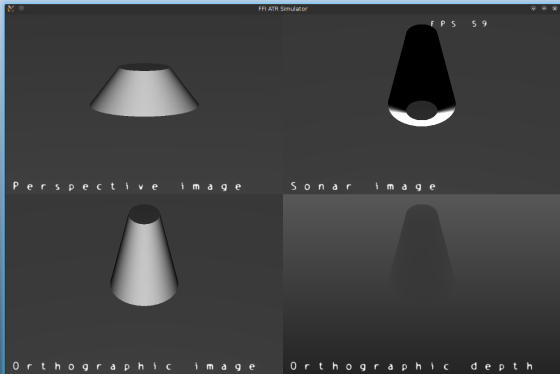 FFI ATR Simulator
FPS 59
Perspective image
Sonar image
Orthographic image
Orthographic depth